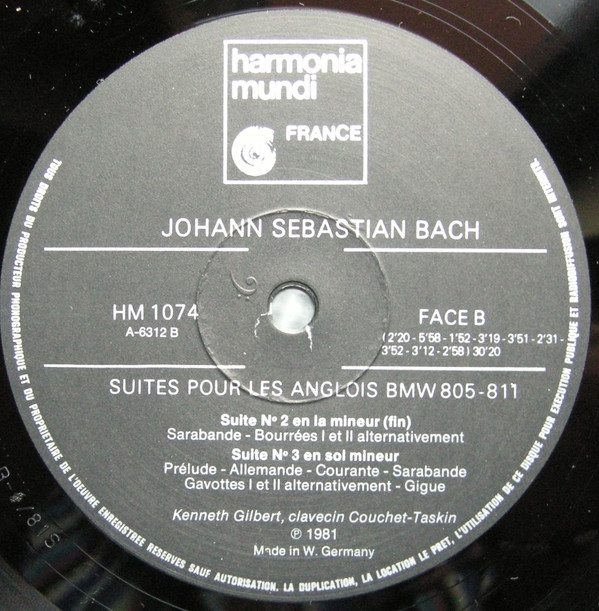 harmonia
mundi
FRANCE
JOHANN SEBASTIAN BACH
HM 1074
A-6312 B
FACE B
(2'20 - 5'58 - 1'52 - 3'19 - 3'51 - 2'31 -
3'52 - 3'12 - 2'58) 30'20
SUITES POUR LES ANGLOIS BMW 805-811
Suite Nº 2 en la mineur (fin)
Sarabande - Bourrées I et II alternativement
Suite Nº 3 en sol mineur
Prélude - Allemande - Courante - Sarabande
Gavottes I et II alternativement - Gigue
Kenneth Gilbert, clavecin Couchet-Taskin
℗ 1981
Made in W. Germany
TOUS DROITS DU PRODUCTEUR PHONOGRAPHIQUE ET DU PROPRIETAIRE DE L'OEUVRE ENREGISTREE RESERVES SAUF AUTORISATION. LA DUPLICATION, LA LOCATION LE PRET, L'UTILISATION DE CE DISQUE POUR EXECUTION PUBLIQUE ET RADIODIFFUSION SONT INTERDITS.